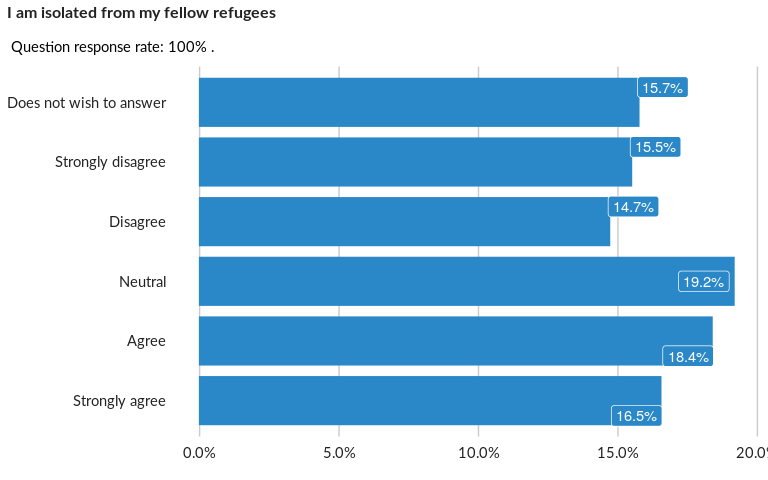 I am isolated from my fellow refugees
Question response rate: 100% .
Does not wish to answer 15.7%
Strongly disagree 15.5%
Disagree 14.7%
Neutral 19.2%
Agree 18.4%
Strongly agree 16.5%
0.0% 5.0% 10.0% 15.0% 20.0